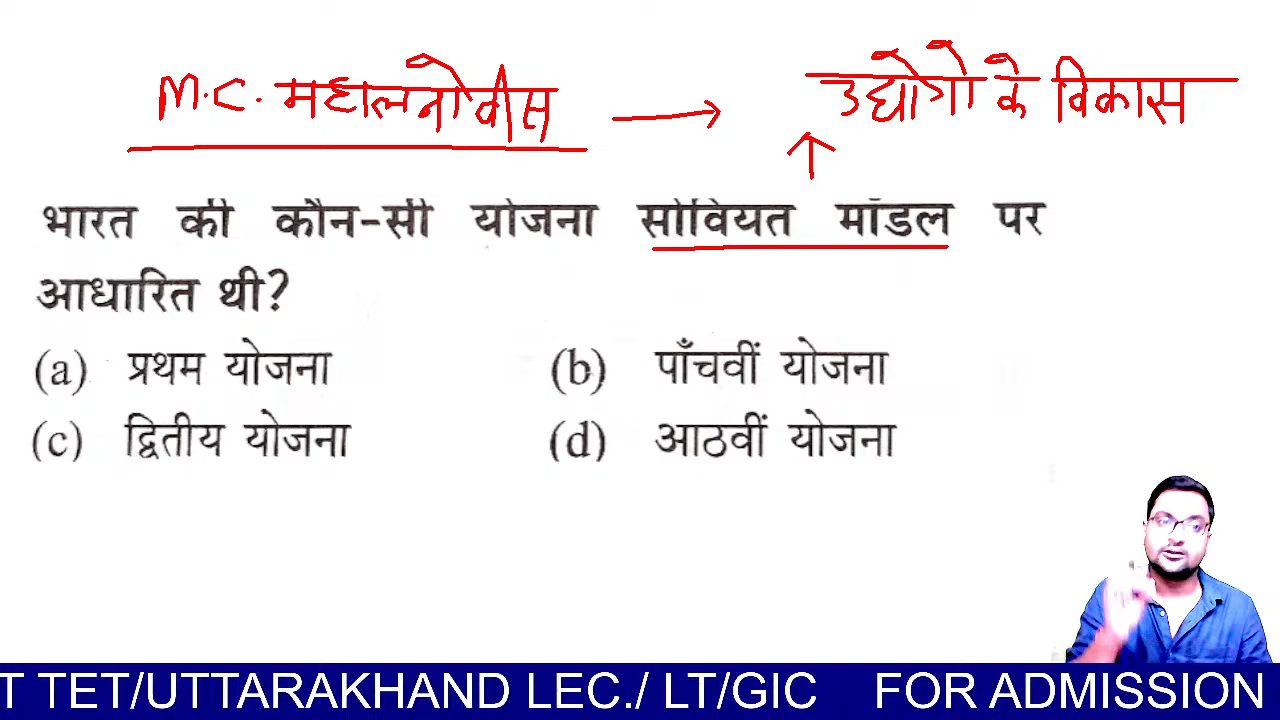 M.C. महालनोवीस → उद्योगो के विकास
भारत की कौन-सी योजना सोवियत मॉडल पर
आधारित थी?
(a) प्रथम योजना (b) पाँचवीं योजना
(c) द्वितीय योजना (d) आठवीं योजना
T TET/UTTARAKHAND LEC./ LT/GIC FOR ADMISSION